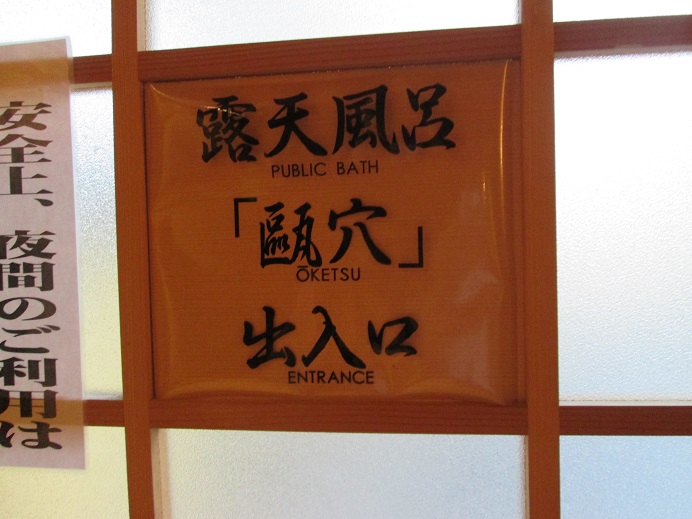 露天風呂
PUBLIC BATH
「甌穴」
ŌKETSU
出入口
ENTRANCE
安全上、夜間のご利用は